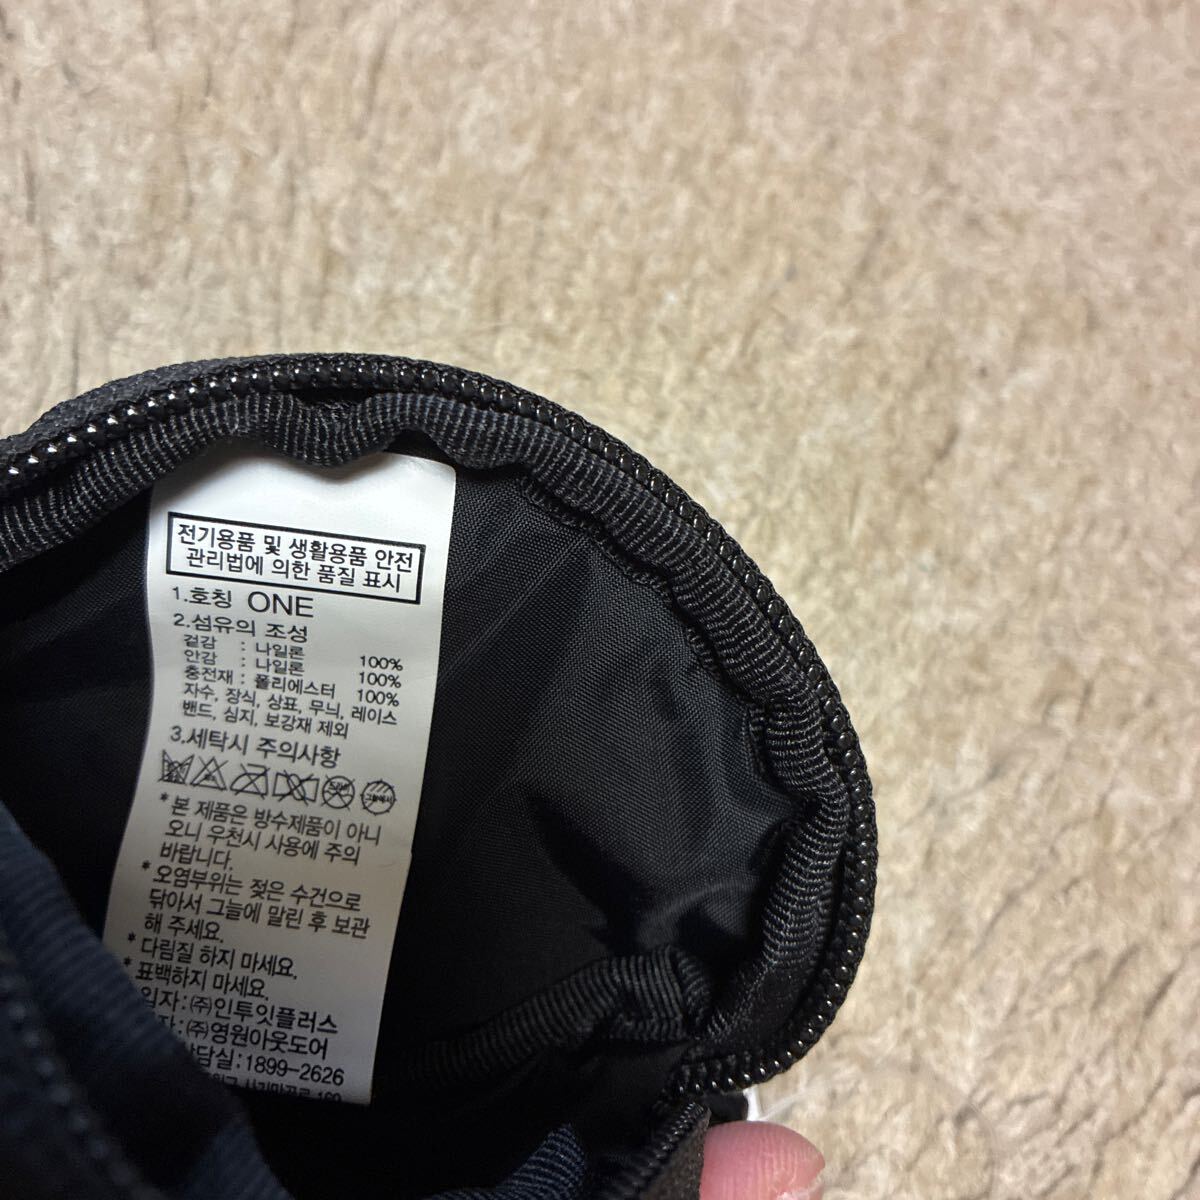 전기용품 및 생활용품 안전
관리법에 의한 품질 표시
1.호칭 ONE
2.섬유의 조성
겉감 : 나일론 100%
안감 : 나일론 100%
충전재 : 폴리에스터 100%
자수, 장식, 상표, 무늬, 레이스
밴드, 심지, 보강재 제외
3.세탁시 주의사항
* 본 제품은 방수제품이 아니
오니 우천시 사용에 주의
바랍니다.
* 오염부위는 젖은 수건으로
닦아서 그늘에 말린 후 보관
해 주세요.
* 다림질 하지 마세요.
* 표백하지 마세요.
입자:㈜인투잇플러스
자:㈜영원아웃도어
담실:1899-2626